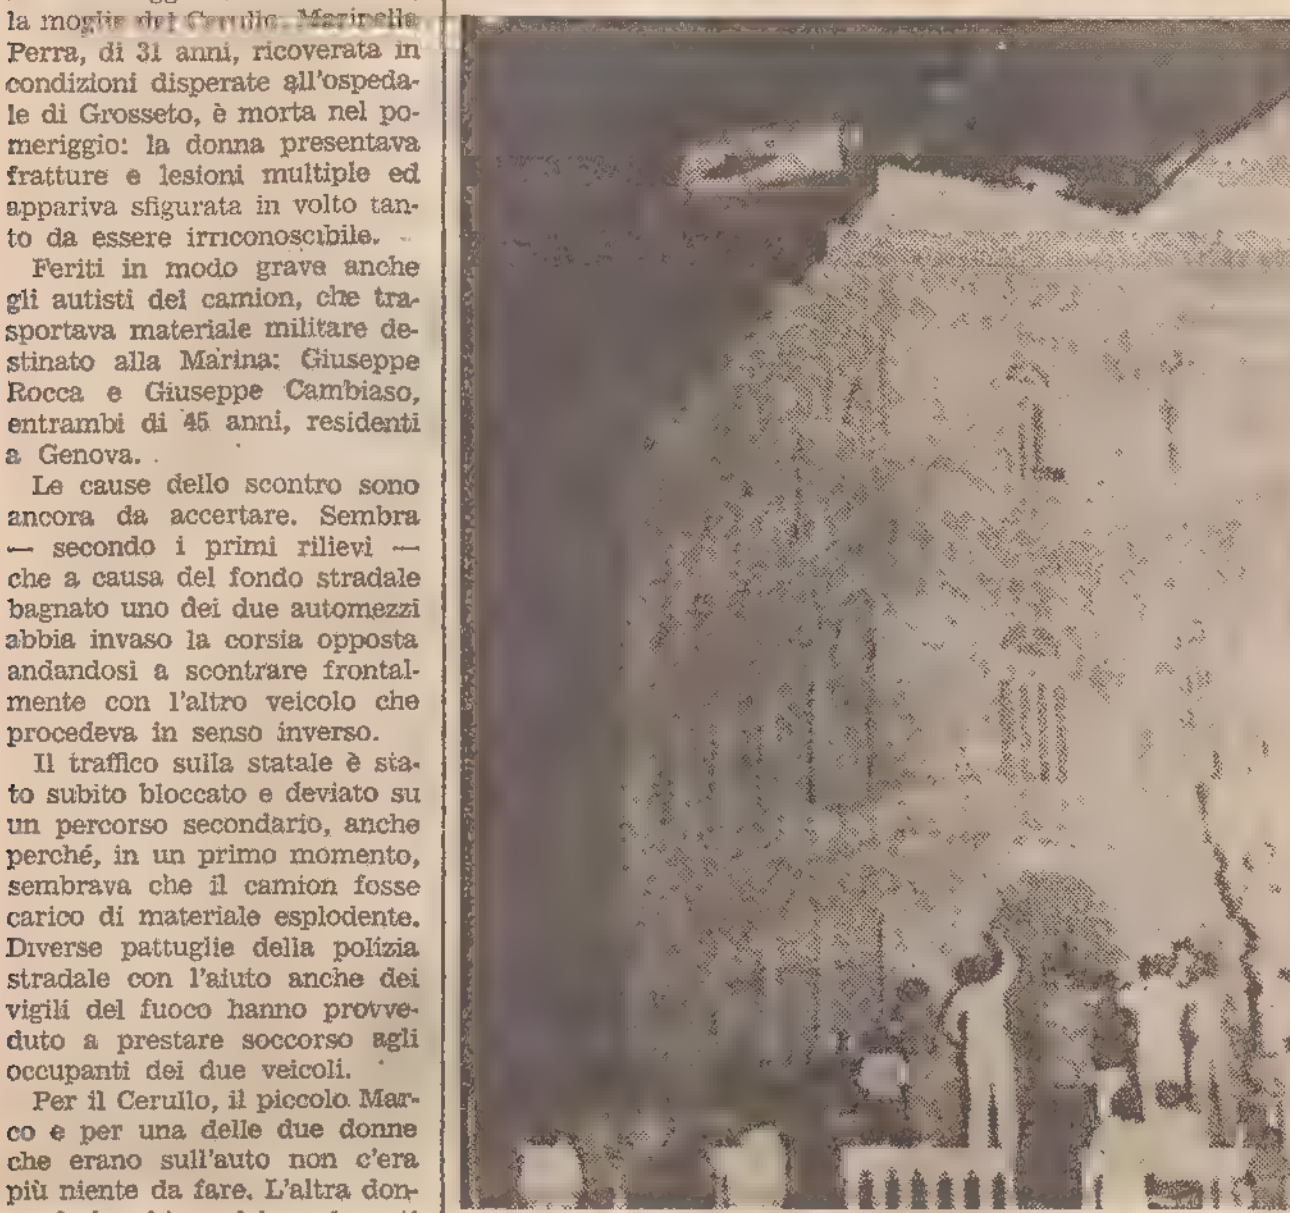 la moglie del Cerullo, Marinella
Perra, di 31 anni, ricoverata in
condizioni disperate all'ospeda-
le di Grosseto, è morta nel po-
meriggio: la donna presentava
fratture e lesioni multiple ed
appariva sfigurata in volto tan-
to da essere irriconoscibile.
Feriti in modo grave anche
gli autisti del camion, che tra-
sportava materiale militare de-
stinato alla Marina: Giuseppe
Rocca e Giuseppe Cambiaso,
entrambi di 45 anni, residenti
a Genova.
Le cause dello scontro sono
ancora da accertare. Sembra
— secondo i primi rilievi —
che a causa del fondo stradale
bagnato uno dei due automezzi
abbia invaso la corsia opposta
andandosi a scontrare frontal-
mente con l'altro veicolo che
procedeva in senso inverso.
Il traffico sulla statale è sta-
to subito bloccato e deviato su
un percorso secondario, anche
perché, in un primo momento,
sembrava che il camion fosse
carico di materiale esplodente.
Diverse pattuglie della polizia
stradale con l'aiuto anche dei
vigili del fuoco hanno provve-
duto a prestare soccorso agli
occupanti dei due veicoli.
Per il Cerullo, il piccolo Mar-
co e per una delle due donne
che erano sull'auto non c'era
più niente da fare. L'altra don-